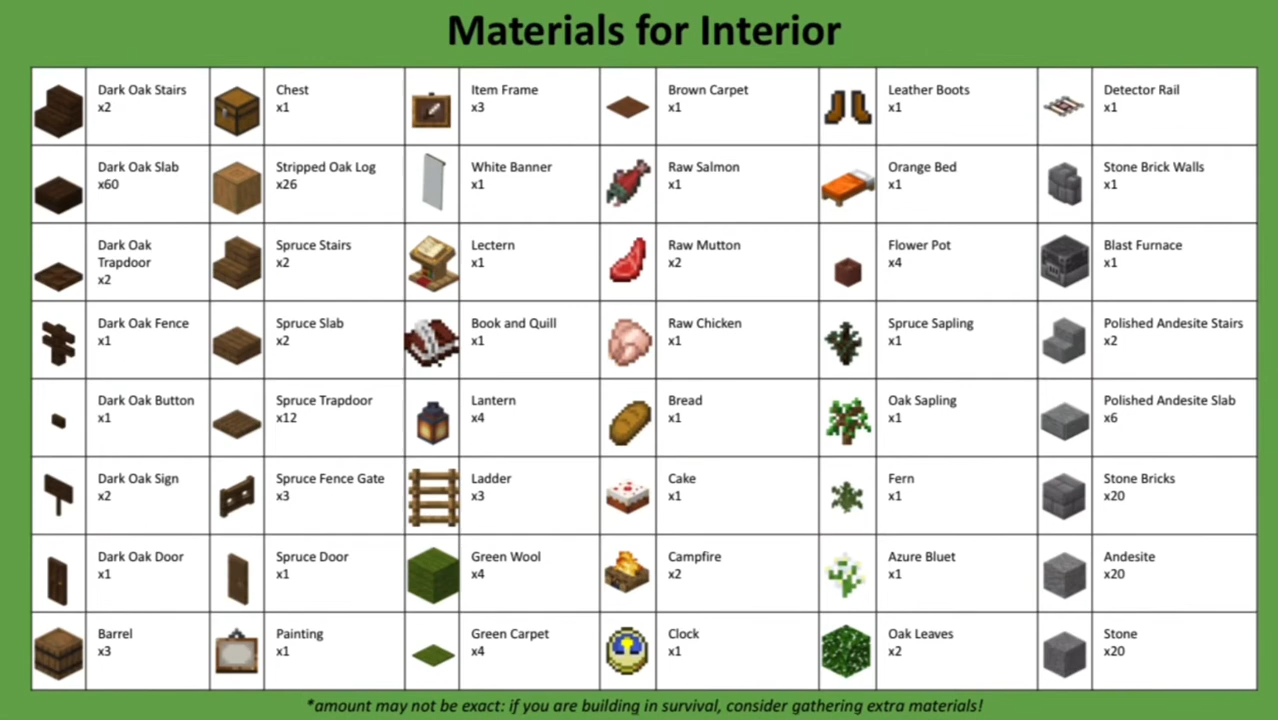 Materials for Interior
Dark Oak Stairs
x2
Chest
x1
Item Frame
x3
Brown Carpet
x1
Leather Boots
x1
Detector Rail
x1
Dark Oak Slab
x60
Stripped Oak Log
x26
White Banner
x1
Raw Salmon
x1
Orange Bed
x1
Stone Brick Walls
x1
Dark Oak
Trapdoor
x2
Spruce Stairs
x2
Lectern
x1
Raw Mutton
x2
Flower Pot
x4
Blast Furnace
x1
Dark Oak Fence
x1
Spruce Slab
x2
Book and Quill
x1
Raw Chicken
x1
Spruce Sapling
x1
Polished Andesite Stairs
x2
Dark Oak Button
x1
Spruce Trapdoor
x12
Lantern
x4
Bread
x1
Oak Sapling
x1
Polished Andesite Slab
x6
Dark Oak Sign
x2
Spruce Fence Gate
x3
Ladder
x3
Cake
x1
Fern
x1
Stone Bricks
x20
Dark Oak Door
x1
Spruce Door
x1
Green Wool
x4
Campfire
x2
Azure Bluet
x1
Andesite
x20
Barrel
x3
Painting
x1
Green Carpet
x4
Clock
x1
Oak Leaves
x2
Stone
x20
*amount may not be exact: if you are building in survival, consider gathering extra materials!